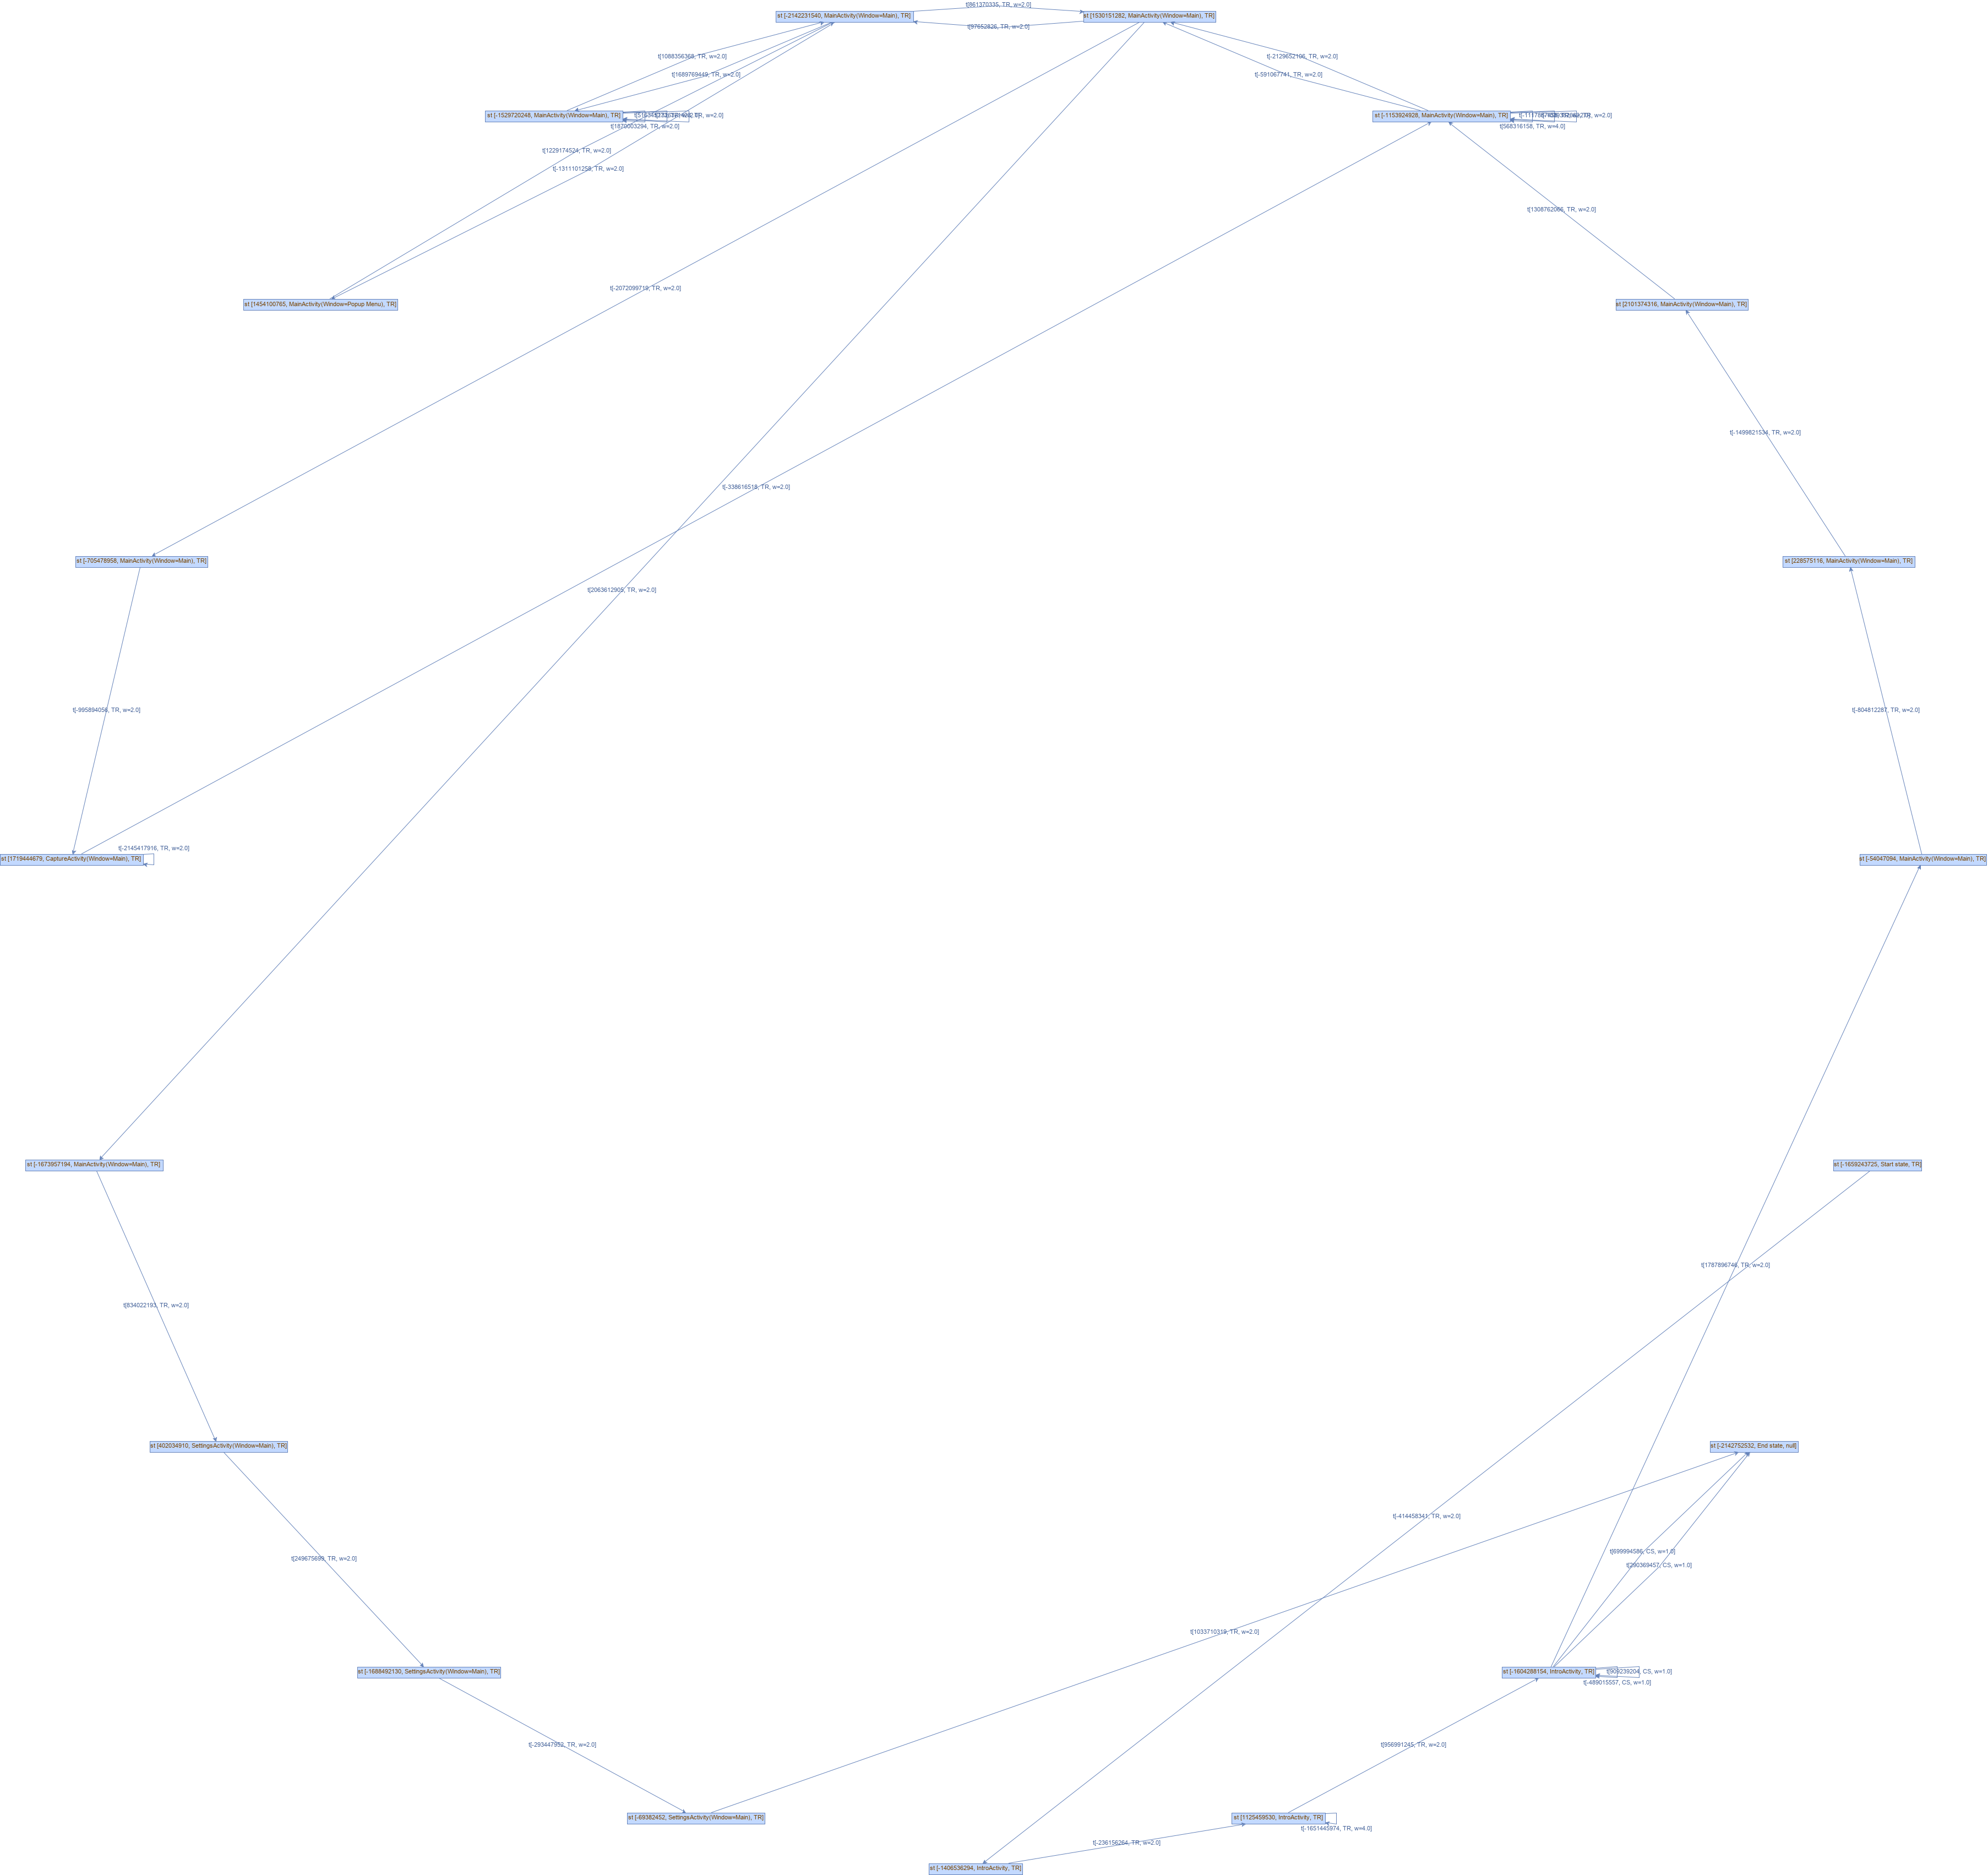 t[861370335, TR, w=2.0]
st [-2142231540, MainActivity(Window=Main), TR]
st [1530151282, MainActivity(Window=Main), TR]
t[97652826, TR, w=2.0]
t[1088356368, TR, w=2.0]
t[-2129652106, TR, w=2.0]
t[1689769449, TR, w=2.0]
t[-591067741, TR, w=2.0]
st [-1529720248, MainActivity(Window=Main), TR]
TR, w=2.0]
st [-1153924928, MainActivity(Window=Main), TR]
w=2.0]
t[1870003294, TR, w=2.0]
t[568316158, TR, w=4.0]
t[1229174524, TR, w=2.0]
t[-1311101258, TR, w=2.0]
t[1308762066, TR, w=2.0]
t[-2072099719, TR, w=2.0]
st [1454100765, MainActivity(Window=Popup Menu), TR]
st [2101374316, MainActivity(Window=Main), TR]
t[-1499821534, TR, w=2.0]
t[-338616518, TR, w=2.0]
st [-705478958, MainActivity(Window=Main), TR]
st [228575116, MainActivity(Window=Main), TR]
t[2063612905, TR, w=2.0]
t[-995894056, TR, w=2.0]
t[-804812287, TR, w=2.0]
t[-2145417916, TR, w=2.0]
st [1719444679, CaptureActivity(Window=Main), TR]
st [-54047094, MainActivity(Window=Main), TR]
st [-1673957194, MainActivity(Window=Main), TR]
st [-1659243725, Start state, TR]
t[1787896746, TR, w=2.0]
t[834022193, TR, w=2.0]
st [402034910, SettingsActivity(Window=Main), TR]
st [-2142752532, End state, null]
t[-414458341, TR, w=2.0]
t[699994586, CS, w=1.0]
t[249675699, TR, w=2.0]
t[290369457, CS, w=1.0]
t[1033710319, TR, w=2.0]
st [-1688492130, SettingsActivity(Window=Main), TR]
st [-1604288154, IntroActivity, TR]
t[909239204, CS, w=1.0]
t[-489015557, CS, w=1.0]
t[-293447952, TR, w=2.0]
t[956991245, TR, w=2.0]
st [-69382452, SettingsActivity(Window=Main), TR]
st [1125459530, IntroActivity, TR]
t[-1651445974, TR, w=4.0]
t[-236156264, TR, w=2.0]
st [-1406536294, IntroActivity, TR]